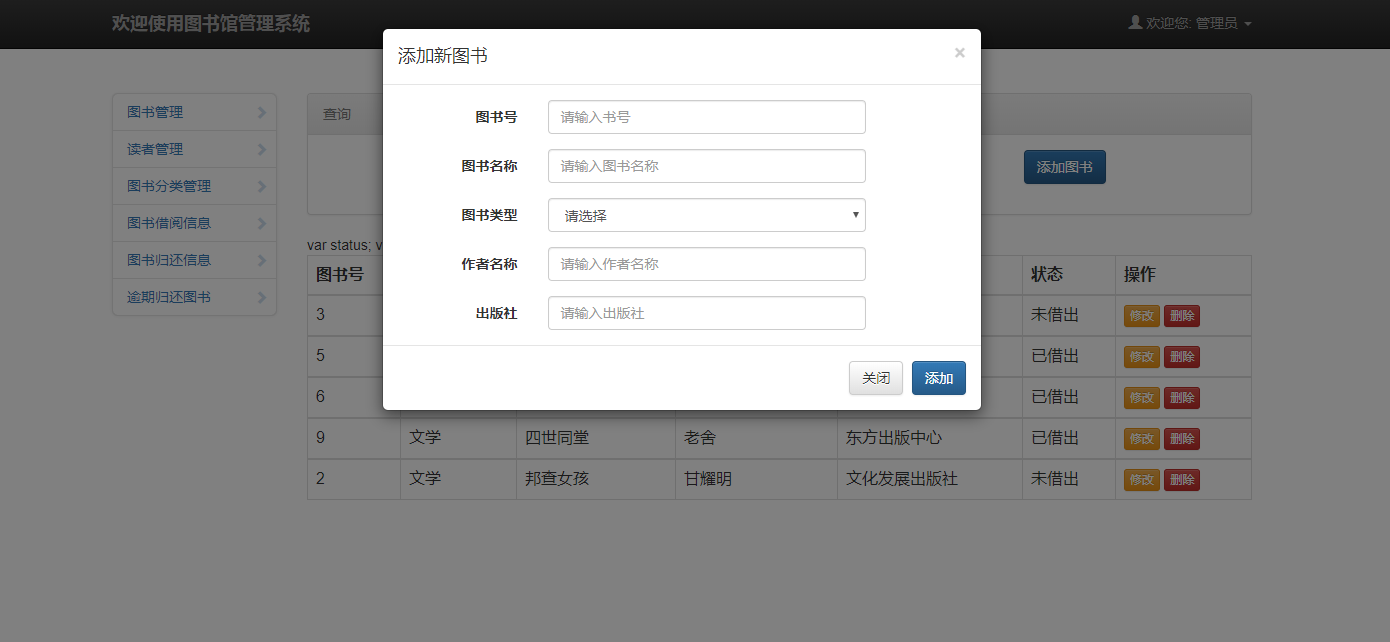 欢迎使用图书馆管理系统
欢迎您: 管理员
添加新图书
×
图书号 请输入书号
图书名称 请输入图书名称
图书类型 请选择
作者名称 请输入作者名称
出版社 请输入出版社
关闭 添加
图书管理
读者管理
图书分类管理
图书借阅信息
图书归还信息
逾期归还图书
查询
添加图书
var status; v
图书号 状态 操作
3 未借出 修改 删除
5 已借出 修改 删除
6 已借出 修改 删除
9 文学 四世同堂 老舍 东方出版中心 已借出 修改 删除
2 文学 邦查女孩 甘耀明 文化发展出版社 未借出 修改 删除